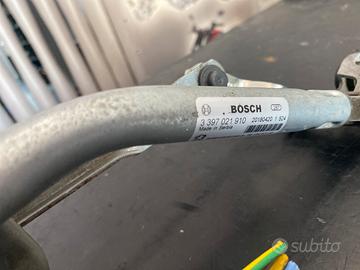 BOSCH
3 397 021 910
Made in Serbia
20180420 1 524
subito